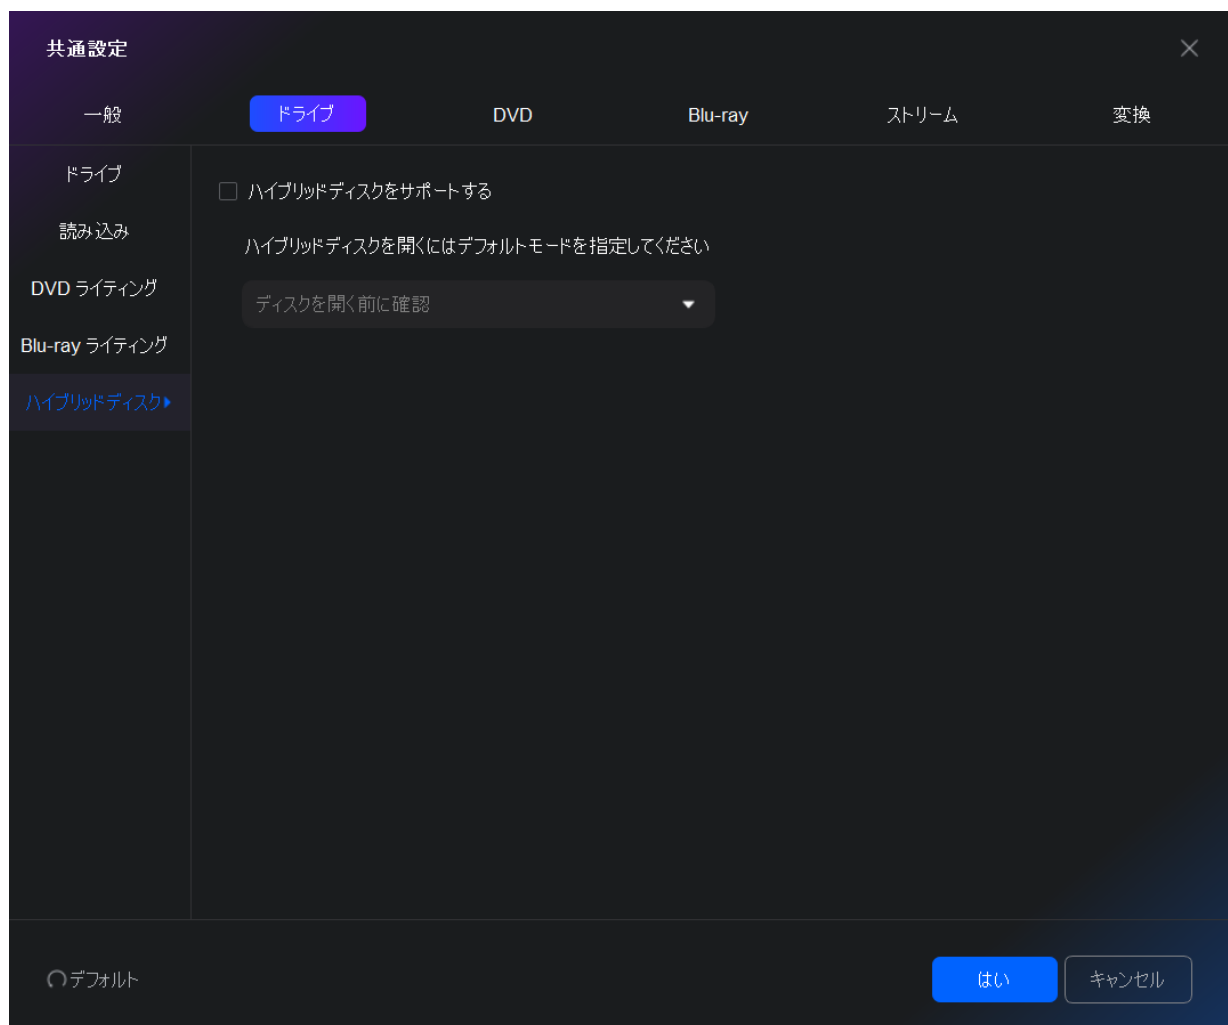 共通設定
一般
ドライブ
DVD
Blu-ray
ストリーム
変換
ドライブ
読み込み
DVD ライティング
Blu-ray ライティング
ハイブリッドディスク
ハイブリッドディスクをサポートする
ハイブリッドディスクを開くにはデフォルトモードを指定してください
ディスクを開く前に確認
デフォルト
はい
キャンセル